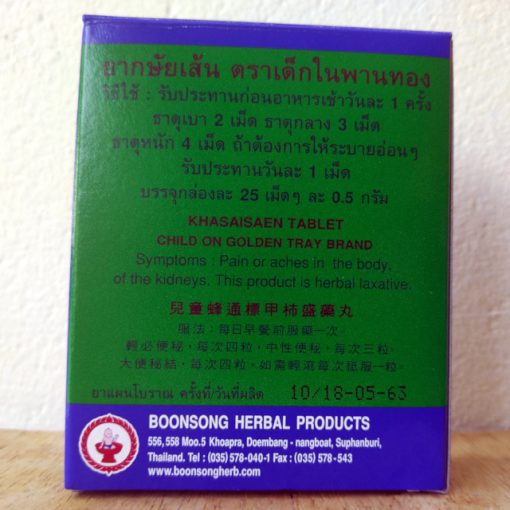 ยากษัยเส้น ตราเด็กในพานทอง
วิธีใช้ : รับประทานก่อนอาหารเช้าวันละ 1 ครั้ง
ธาตุเบา 2 เม็ด ธาตุกลาง 3 เม็ด
ธาตุหนัก 4 เม็ด ถ้าต้องการให้ระบายอ่อนๆ
รับประทานวันละ 1 เม็ด
บรรจุกล่องละ 25 เม็ดๆ ละ 0.5 กรัม
KHASAISAEN TABLET
CHILD ON GOLDEN TRAY BRAND
Symptoms : Pain or aches in the body,
of the kidneys. This product is herbal laxative.
兒童蜂通標甲柿盛藥丸
服法：每日早餐前服藥一次
輕必便秘，每次四粒，中性便秘，每次三粒，
大便秘結，每次四粒，如需輕瀉每次祗服一粒。
ยาแผนโบราณ ครั้งที่/วันที่ผลิต 10/18-05-63
BOONSONG HERBAL PRODUCTS
556,558 Moo.5 Khoapra, Doembang - nangboat, Suphanburi,
Thailand. Tel : (035) 578-040-1 Fax : (035) 578-543
www.boonsongherb.com